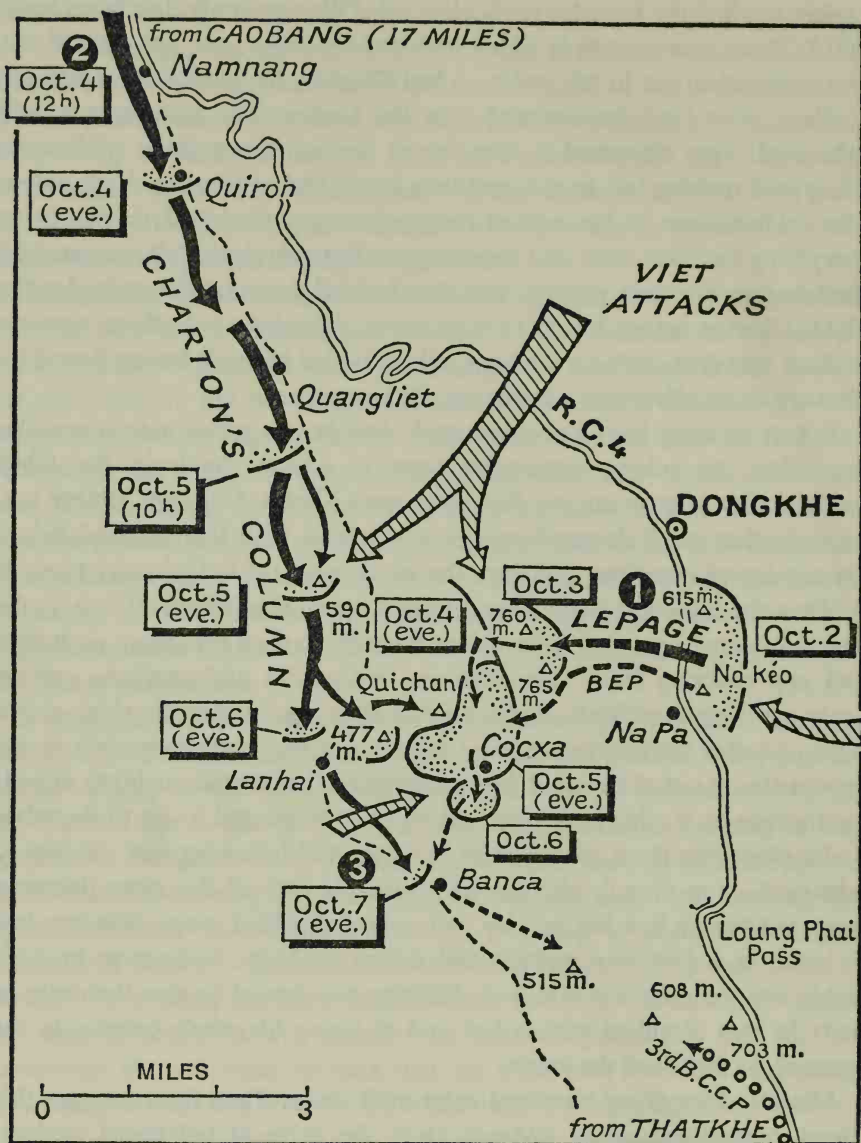 from CAOBANG (17 MILES)
2
Namnang
Oct. 4
(12h)
Oct. 4
(eve.)
Quiron
CHARTON'S
COLUMN
VIET
ATTACKS
Quangliet
R.C.4
Oct. 5
(10h)
DONGKHE
Oct. 5
(eve.)
590
m.
Oct. 4
(eve.)
Oct. 3
760
m.
1
615 m.
LEPAGE
Oct. 2
Na kéo
BEP
765
m.
Quichan
Na Pa
Oct. 6
(eve.)
477
m.
Cocxa
Lanhai
Oct. 5
(eve.)
Oct. 6
3
Oct. 7
(eve.)
Banca
515 m.
Loung Phai
Pass
608 m.
703 m.
3rd. B.C.C.P
from THATKHE
MILES
0 3